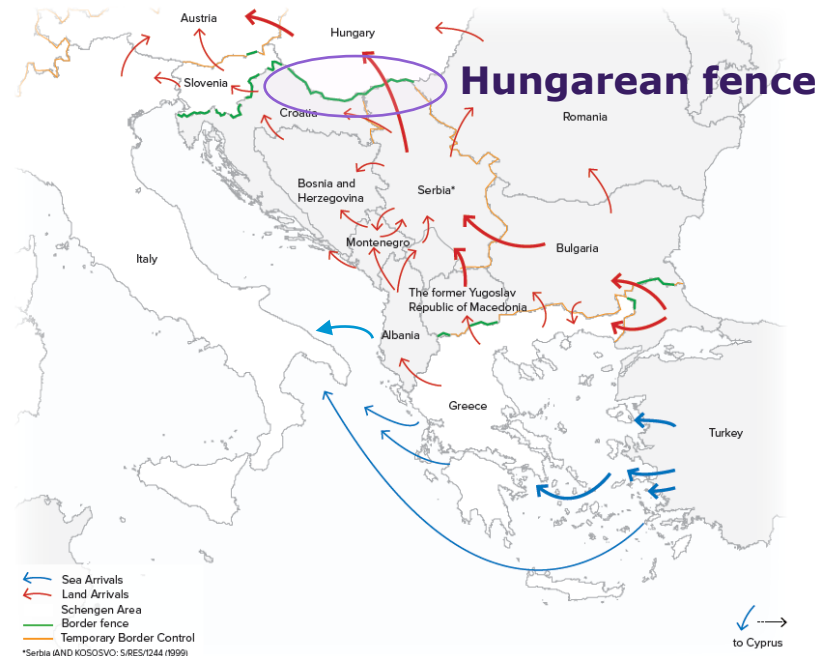 Austria
Hungary
Hungarean fence
Slovenia
Croatia
Romania
Bosnia and
Herzegovina
Serbia*
Montenegro
Bulgaria
Italy
The former Yugoslav
Republic of Macedonia
Albania
Greece
Turkey
Sea Arrivals
Land Arrivals
Schengen Area
Border fence
Temporary Border Control
*Serbia (AND KOSOSVO: S/RES/1244 (1999)
to Cyprus